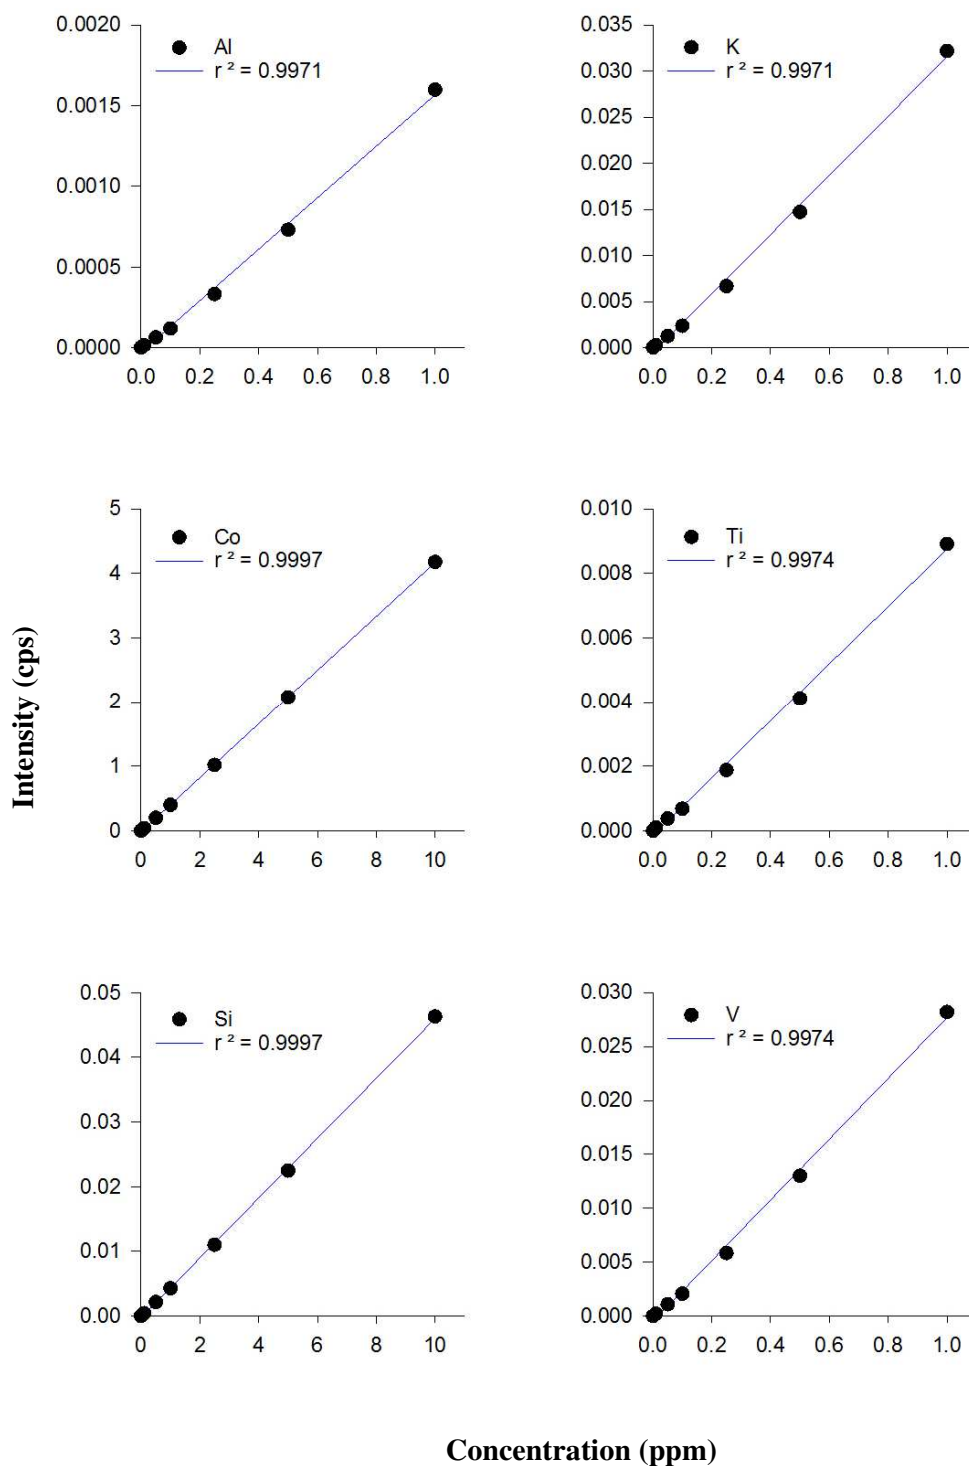 0.0020
0.0015
0.0010
0.0005
0.0000
Al
r ² = 0.9971
0.0 0.2 0.4 0.6 0.8 1.0
0.035
0.030
0.025
0.020
0.015
0.010
0.005
0.000
K
r ² = 0.9971
0.0 0.2 0.4 0.6 0.8 1.0
Intensity (cps)
5
4
3
2
1
0
Co
r ² = 0.9997
0 2 4 6 8 10
0.010
0.008
0.006
0.004
0.002
0.000
Ti
r ² = 0.9974
0.0 0.2 0.4 0.6 0.8 1.0
0.05
0.04
0.03
0.02
0.01
0.00
Si
r ² = 0.9997
0 2 4 6 8 10
0.030
0.025
0.020
0.015
0.010
0.005
0.000
V
r ² = 0.9974
0.0 0.2 0.4 0.6 0.8 1.0
Concentration (ppm)